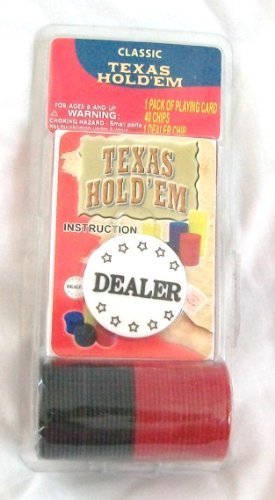 CLASSIC
TEXAS
HOLD'EM
FOR AGES 8 AND UP
WARNING:
CHOKING HAZARD - Small parts
1 PACK OF PLAYING CARD
40 CHIPS
1 DEALER CHIP
TEXAS
HOLD'EM
INSTRUCTION
DEALER
DEALER